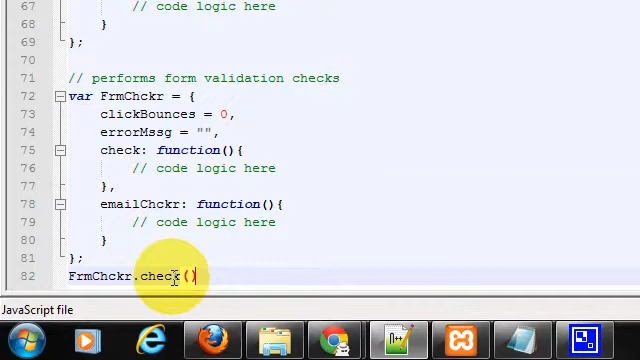 67 // code logic here
68 }
69 };
70
71 // performs form validation checks
72 var FrmChckr = {
73 clickBounces = 0,
74 errorMssg = "",
75 check: function(){
76 // code logic here
77 },
78 emailChckr: function(){
79 // code logic here
80 }
81 };
82 FrmChckr.check()
JavaScript file